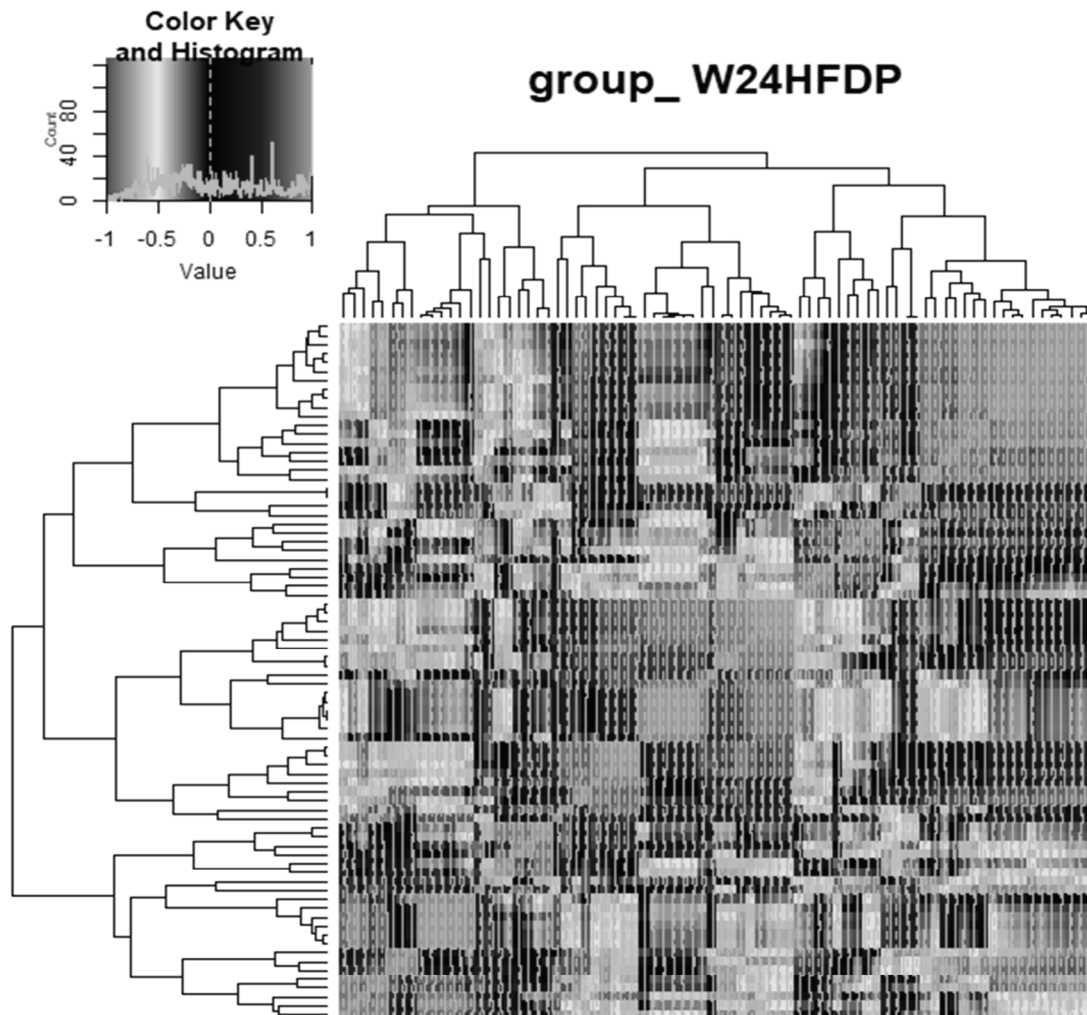 Color Key
and Histogram
group_ W24HFDP
Count
0 40 80
-1 -0.5 0 0.5 1
Value